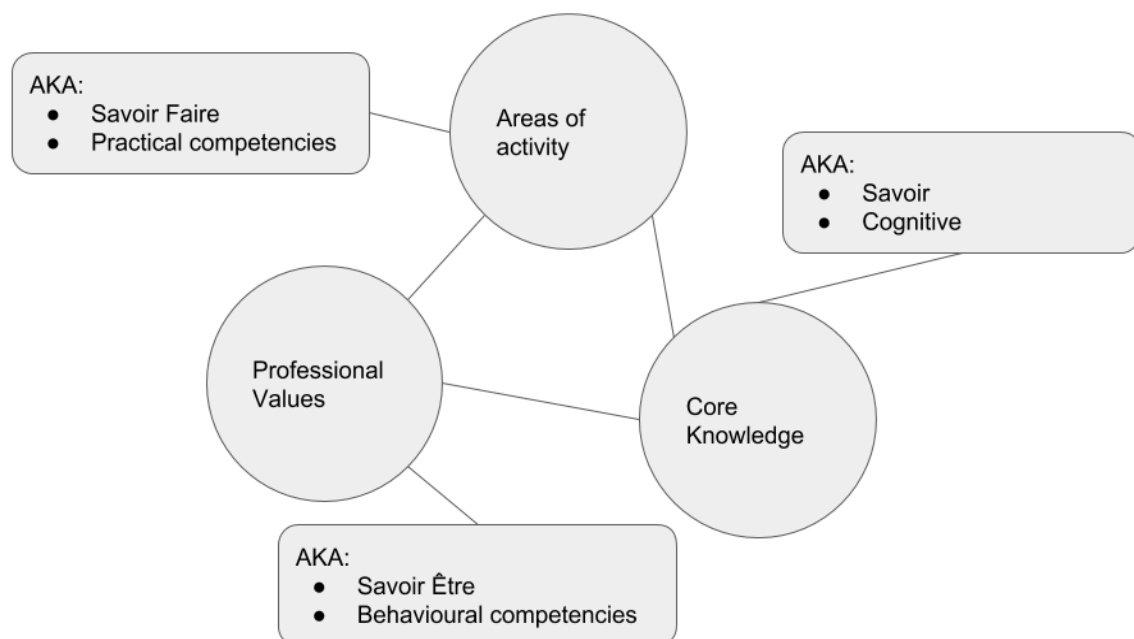 AKA:
● Savoir Faire
● Practical competencies
Areas of
activity
AKA:
● Savoir
● Cognitive
Professional
Values
Core
Knowledge
AKA:
● Savoir Être
● Behavioural competencies